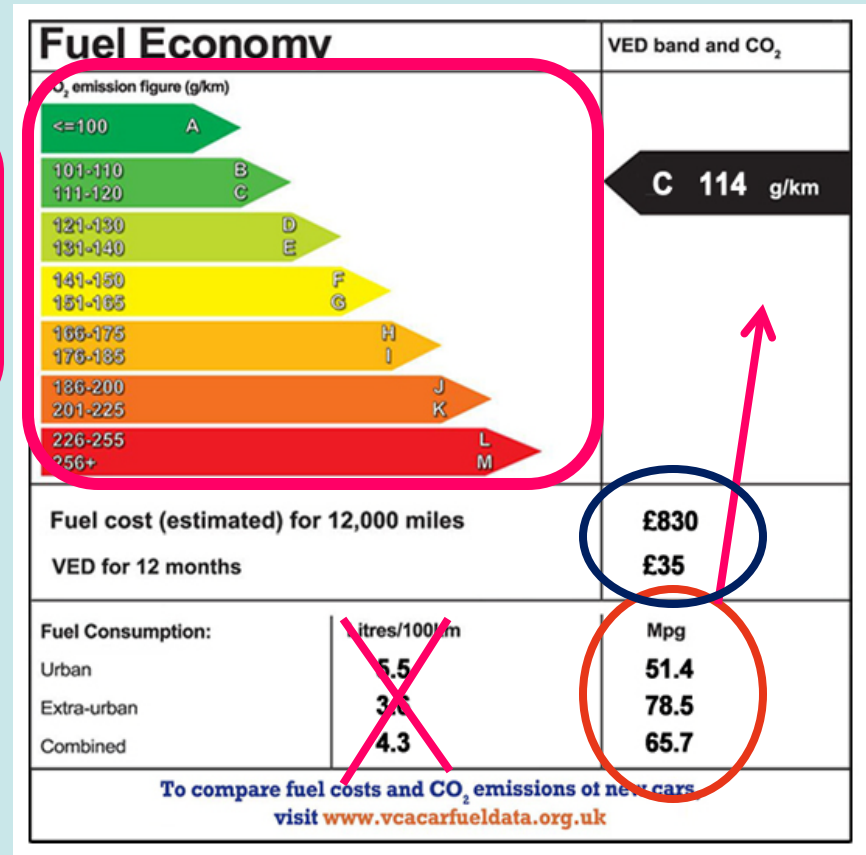 Fuel Economy
VED band and CO₂
CO₂ emission figure (g/km)
<=100 A
101-110 B
111-120 C
C 114 g/km
121-130 D
131-140 E
141-150 F
151-165 G
166-175 H
176-185 I
186-200 J
201-225 K
226-255 L
256+ M
Fuel cost (estimated) for 12,000 miles £830
VED for 12 months £35
Fuel Consumption: Litres/100km Mpg
Urban 5.5 51.4
Extra-urban 3.6 78.5
Combined 4.3 65.7
To compare fuel costs and CO₂ emissions of new cars,
visit www.vcacarfueldata.org.uk